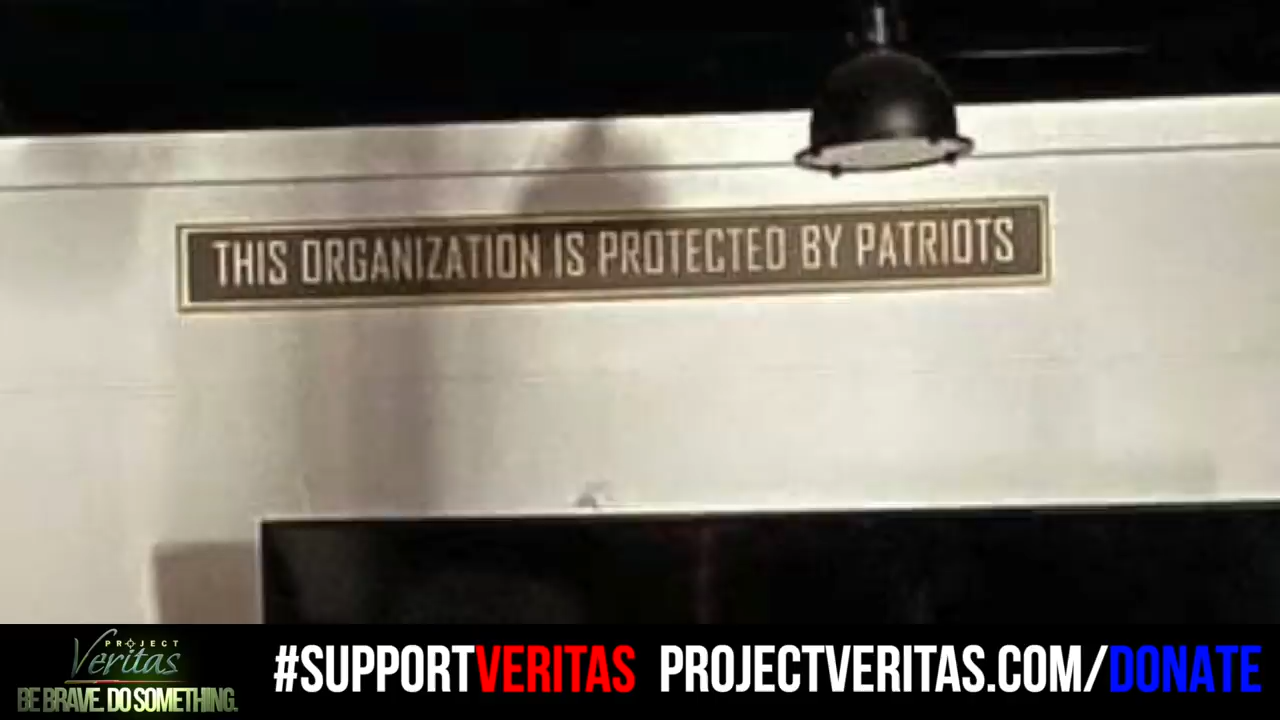 THIS ORGANIZATION IS PROTECTED BY PATRIOTS
PROJECT
Veritas
BE BRAVE. DO SOMETHING.
#SUPPORTVERITAS PROJECTVERITAS.COM/DONATE